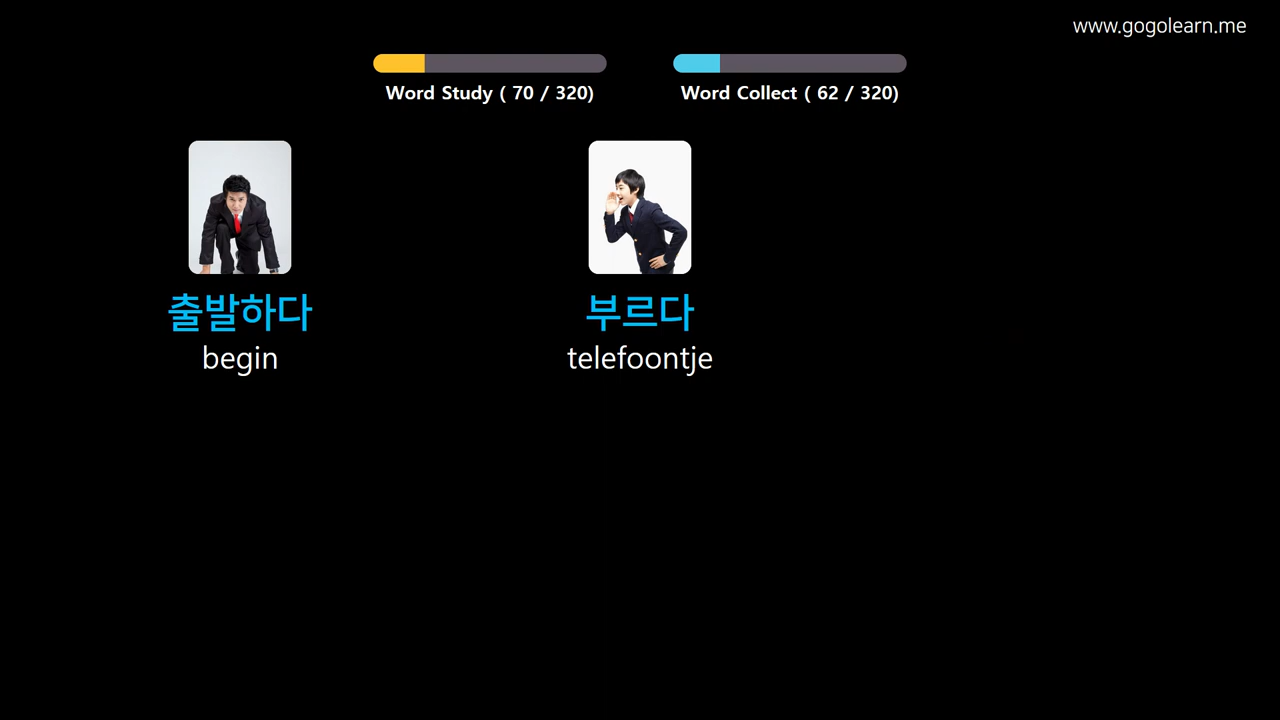 www.gogolearn.me
Word Study ( 70 / 320)
Word Collect ( 62 / 320)
출발하다
부르다
begin
telefoontje